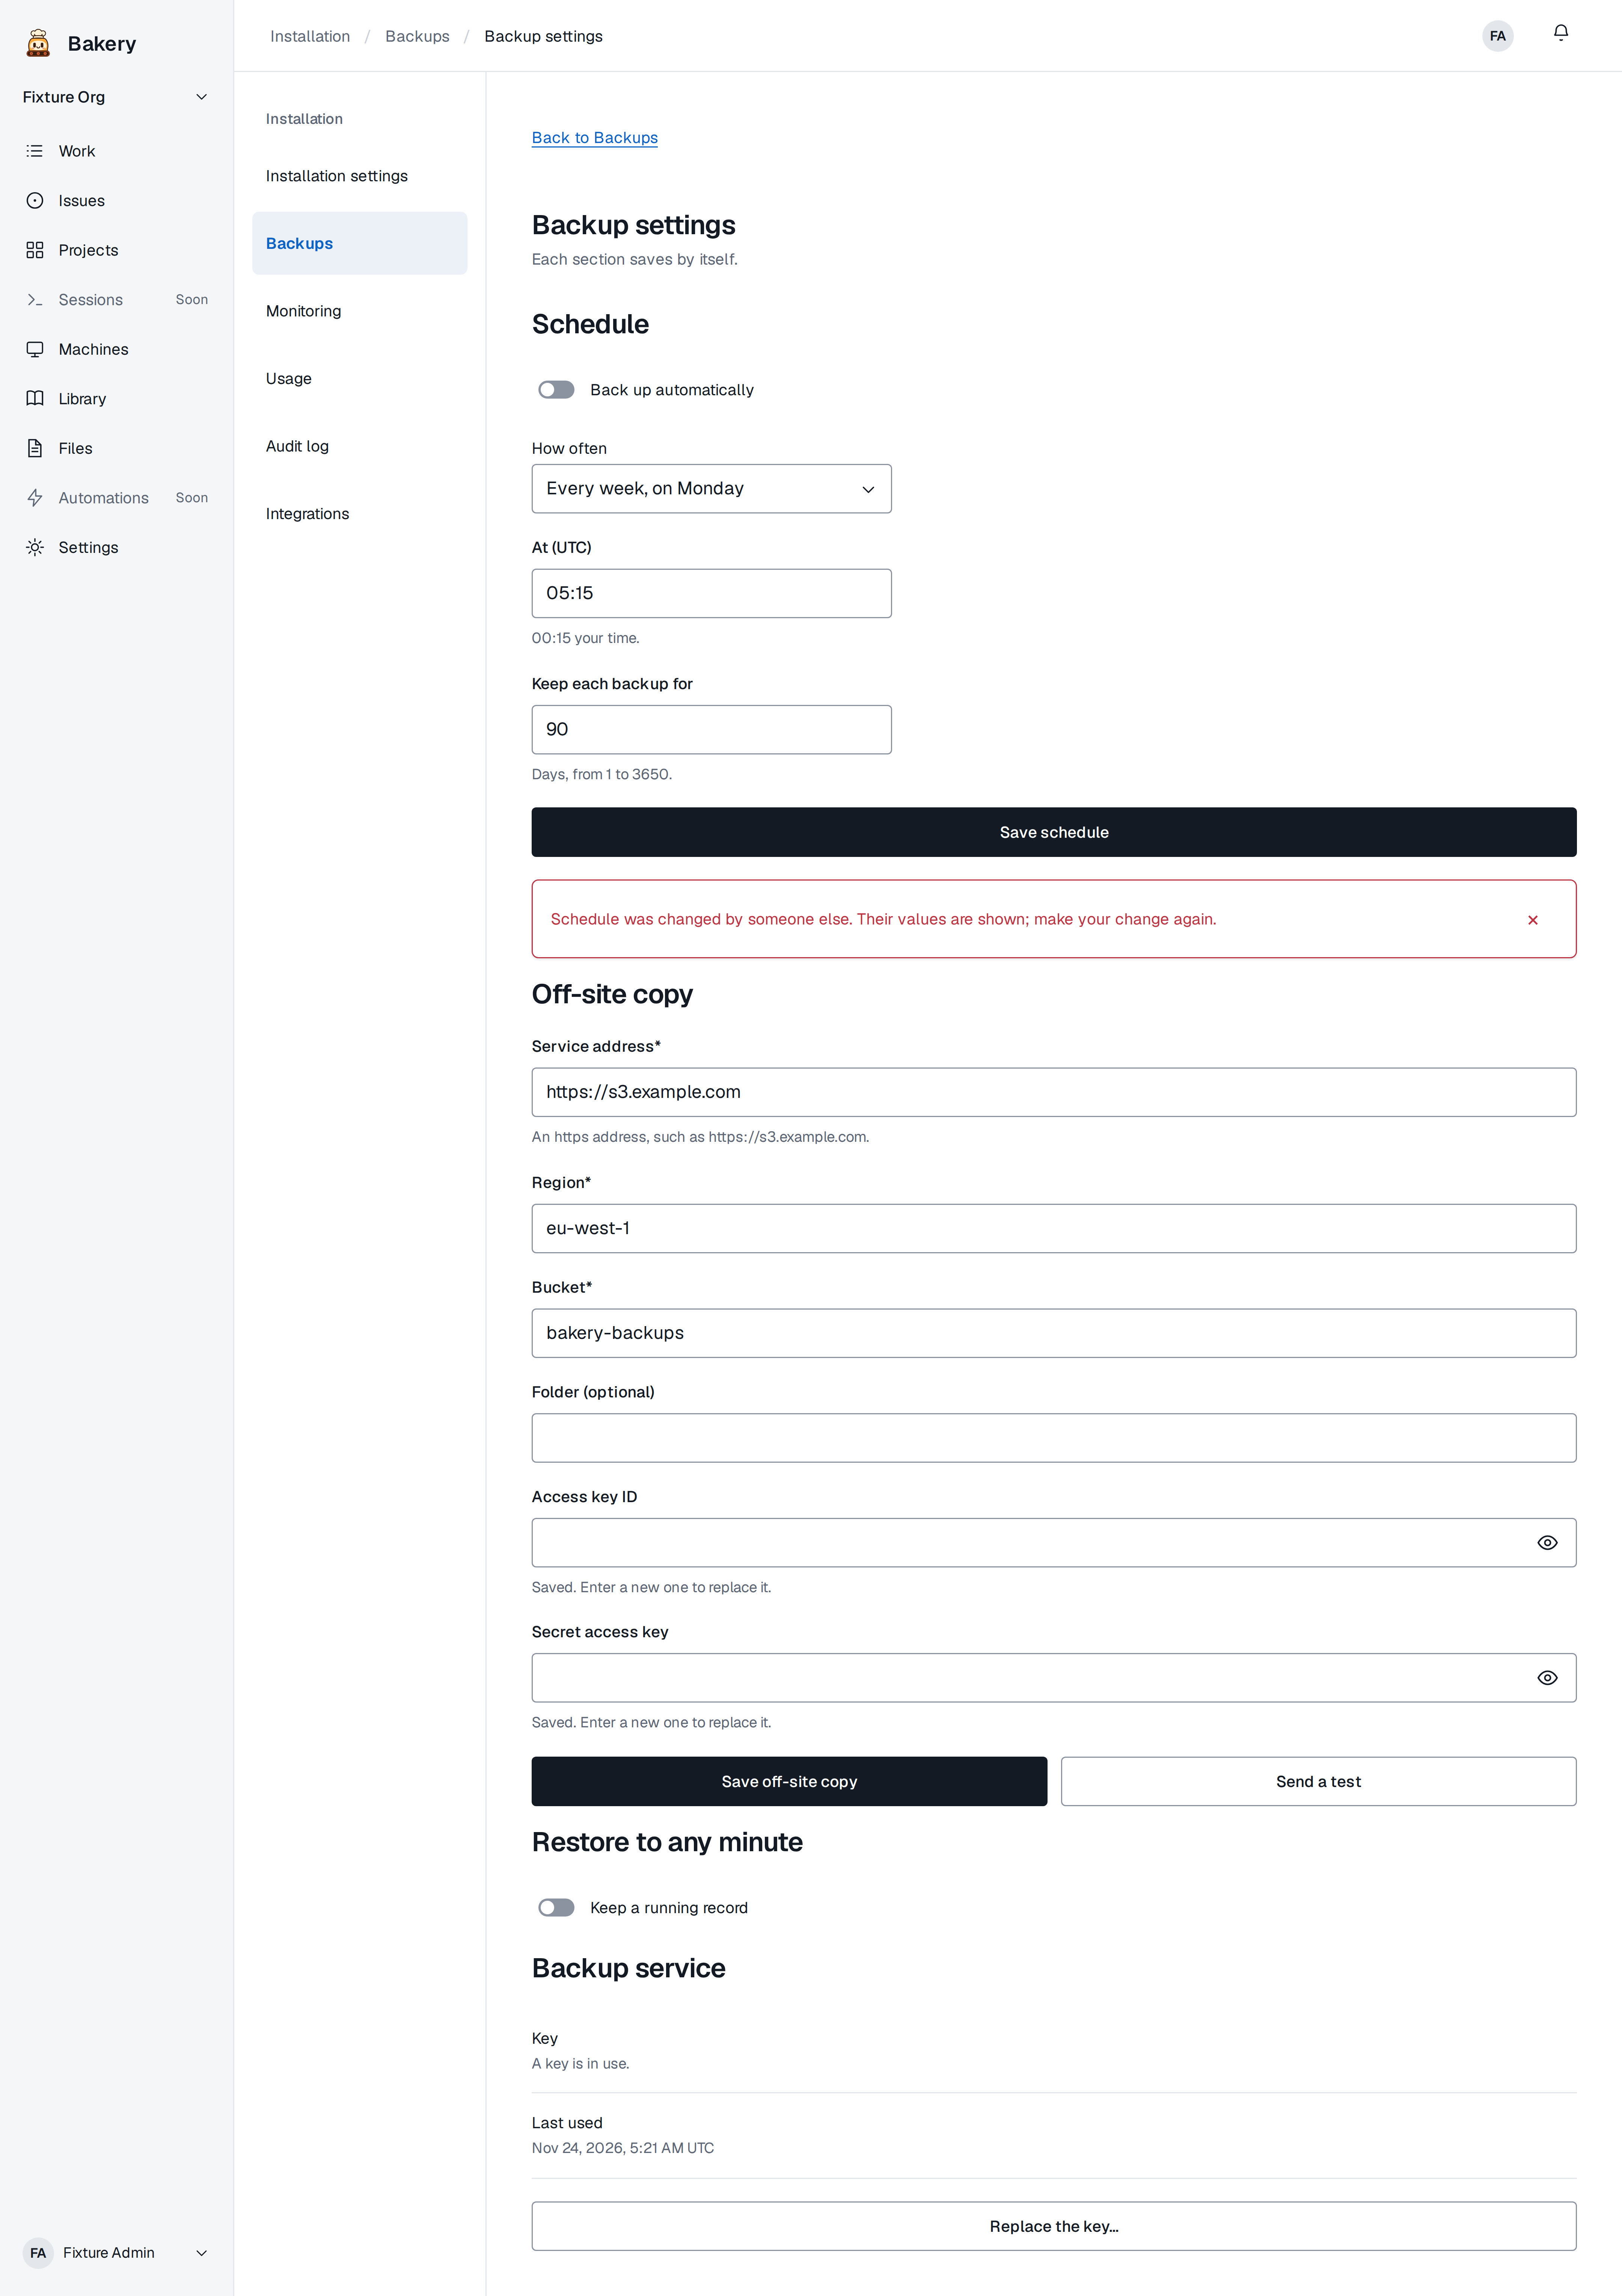 Bakery
Fixture Org
Work
Issues
Projects
Sessions Soon
Machines
Library
Files
Automations Soon
Settings
FA Fixture Admin
Installation / Backups / Backup settings
FA
Installation
Installation settings
Backups
Monitoring
Usage
Audit log
Integrations
Back to Backups
Backup settings
Each section saves by itself.
Schedule
Back up automatically
How often
Every week, on Monday
At (UTC)
05:15
00:15 your time.
Keep each backup for
90
Days, from 1 to 3650.
Save schedule
Schedule was changed by someone else. Their values are shown; make your change again.
Off-site copy
Service address*
https://s3.example.com
An https address, such as https://s3.example.com.
Region*
eu-west-1
Bucket*
bakery-backups
Folder (optional)
Access key ID
Saved. Enter a new one to replace it.
Secret access key
Saved. Enter a new one to replace it.
Save off-site copy
Send a test
Restore to any minute
Keep a running record
Backup service
Key
A key is in use.
Last used
Nov 24, 2026, 5:21 AM UTC
Replace the key...